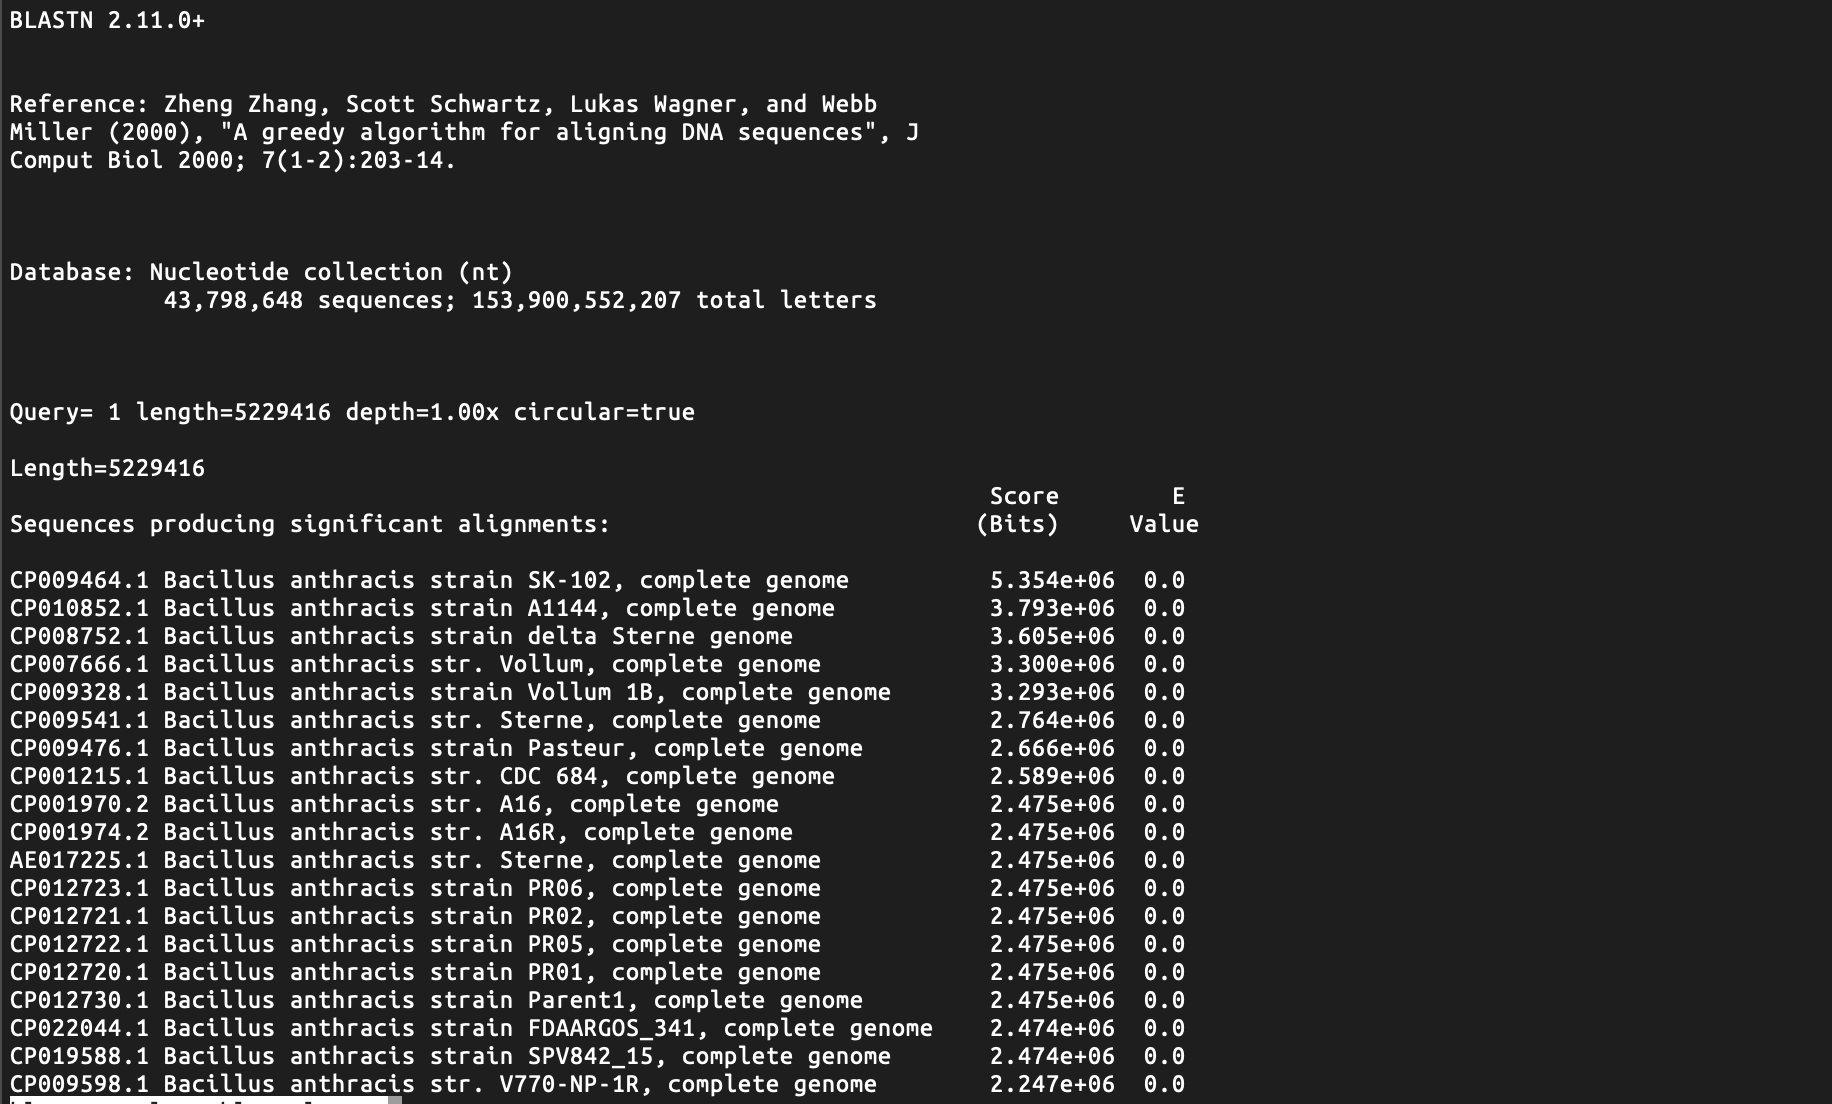 BLASTN 2.11.0+
Reference: Zheng Zhang, Scott Schwartz, Lukas Wagner, and Webb
Miller (2000), "A greedy algorithm for aligning DNA sequences", J
Comput Biol 2000; 7(1-2):203-14.
Database: Nucleotide collection (nt)
43,798,648 sequences; 153,900,552,207 total letters
Query= 1 length=5229416 depth=1.00x circular=true
Length=5229416
Score E
Sequences producing significant alignments: (Bits) Value
CP009464.1 Bacillus anthracis strain SK-102, complete genome 5.354e+06 0.0
CP010852.1 Bacillus anthracis strain A1144, complete genome 3.793e+06 0.0
CP008752.1 Bacillus anthracis strain delta Sterne genome 3.605e+06 0.0
CP007666.1 Bacillus anthracis str. Vollum, complete genome 3.300e+06 0.0
CP009328.1 Bacillus anthracis strain Vollum 1B, complete genome 3.293e+06 0.0
CP009541.1 Bacillus anthracis str. Sterne, complete genome 2.764e+06 0.0
CP009476.1 Bacillus anthracis strain Pasteur, complete genome 2.666e+06 0.0
CP001215.1 Bacillus anthracis str. CDC 684, complete genome 2.589e+06 0.0
CP001970.2 Bacillus anthracis str. A16, complete genome 2.475e+06 0.0
CP001974.2 Bacillus anthracis str. A16R, complete genome 2.475e+06 0.0
AE017225.1 Bacillus anthracis str. Sterne, complete genome 2.475e+06 0.0
CP012723.1 Bacillus anthracis strain PR06, complete genome 2.475e+06 0.0
CP012721.1 Bacillus anthracis strain PR02, complete genome 2.475e+06 0.0
CP012722.1 Bacillus anthracis strain PR05, complete genome 2.475e+06 0.0
CP012720.1 Bacillus anthracis strain PR01, complete genome 2.475e+06 0.0
CP012730.1 Bacillus anthracis strain Parent1, complete genome 2.475e+06 0.0
CP022044.1 Bacillus anthracis strain FDAARGOS_341, complete genome 2.474e+06 0.0
CP019588.1 Bacillus anthracis strain SPV842_15, complete genome 2.474e+06 0.0
CP009598.1 Bacillus anthracis str. V770-NP-1R, complete genome 2.247e+06 0.0